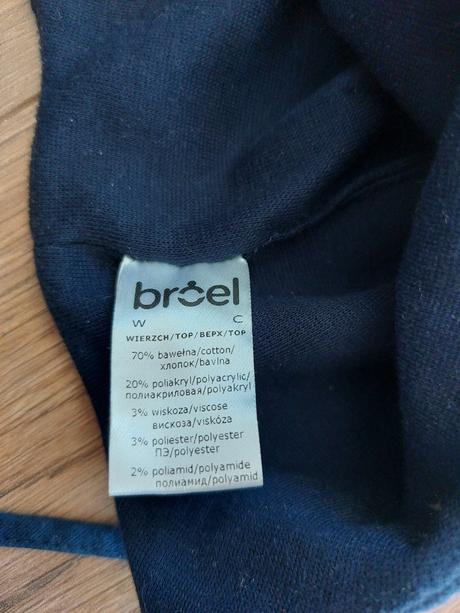 broel
W C
WIERZCH/TOP/ВЕРХ/TOP
70% bawełna/cotton/
хлопок/bavlna
20% poliakryl/polyacrylic/
полиакриловая/polyakryl
3% wiskoza/viscose
вискоза/viskóza
3% poliester/polyester
ПЭ/polyester
2% poliamid/polyamide
полиамид/polyamid